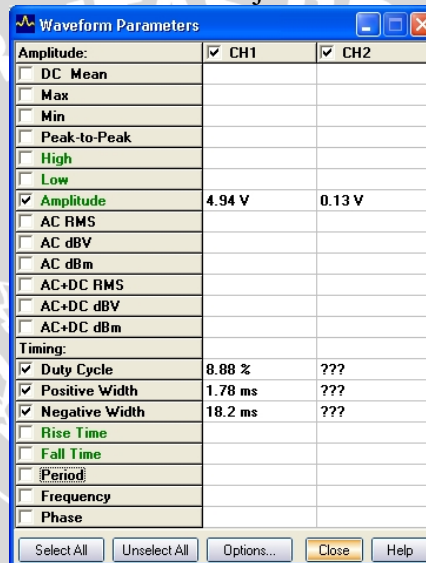 Waveform Parameters
Amplitude: CH1 CH2
DC Mean
Max
Min
Peak-to-Peak
High
Low
Amplitude 4.94 V 0.13 V
AC RMS
AC dBV
AC dBm
AC+DC RMS
AC+DC dBV
AC+DC dBm
Timing:
Duty Cycle 8.88 % ???
Positive Width 1.78 ms ???
Negative Width 18.2 ms ???
Rise Time
Fall Time
Period
Frequency
Phase
Select All Unselect All Options... Close Help